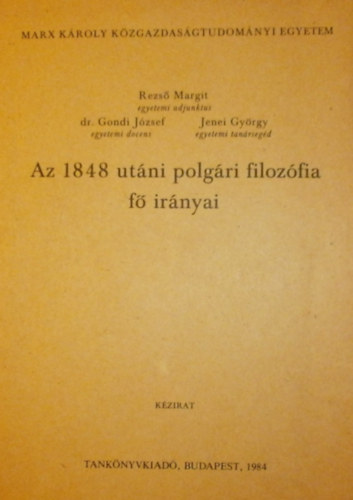 MARX KÁROLY KÖZGAZDASÁGTUDOMÁNYI EGYETEM
Rezső Margit
egyetemi adjunktus
dr. Gondi József Jenei György
egyetemi docens egyetemi tanársegéd
Az 1848 utáni polgári filozófia
fő irányai
KÉZIRAT
TANKÖNYVKIADÓ, BUDAPEST, 1984